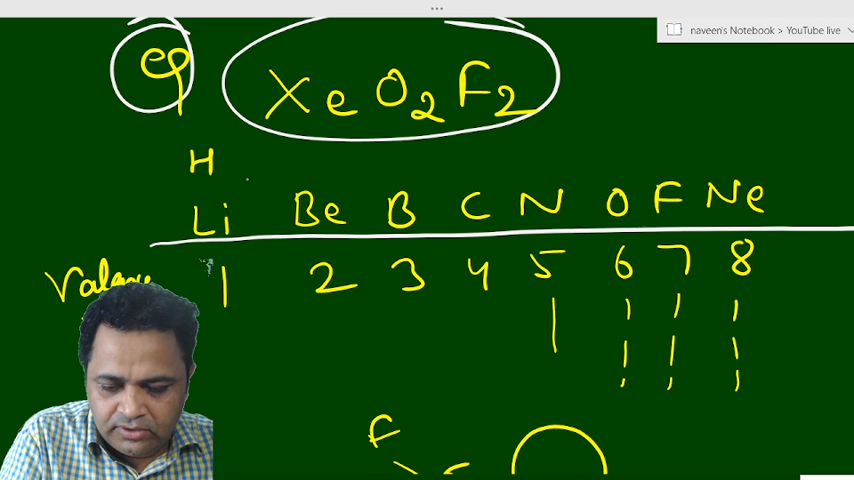 naveen's Notebook > YouTube live
eg XeO2F2
H
Li Be B C N O F Ne
1 2 3 4 5 6 7 8
F